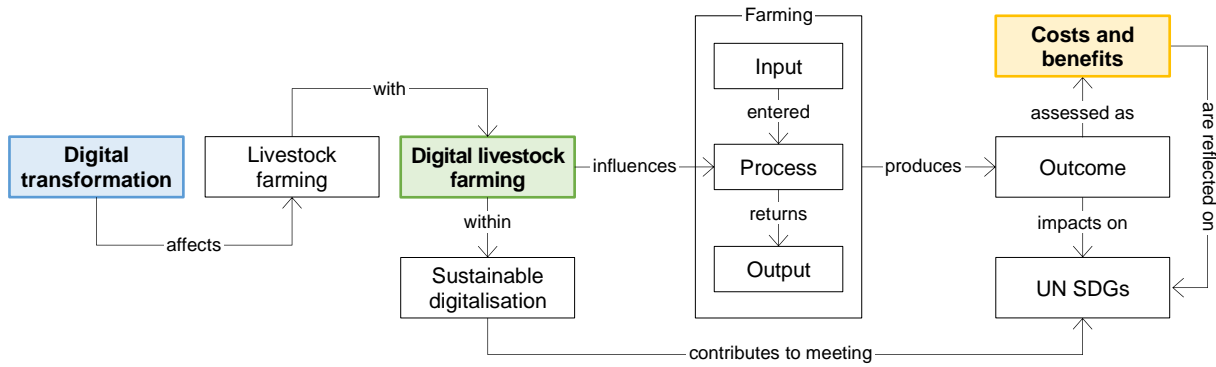 Digital
transformation
affects
Livestock
farming
with
Digital livestock
farming
within
Sustainable
digitalisation
contributes to meeting
influences
Farming
Input
entered
Process
returns
Output
produces
Costs and
benefits
assessed as
Outcome
impacts on
UN SDGs
are reflected on